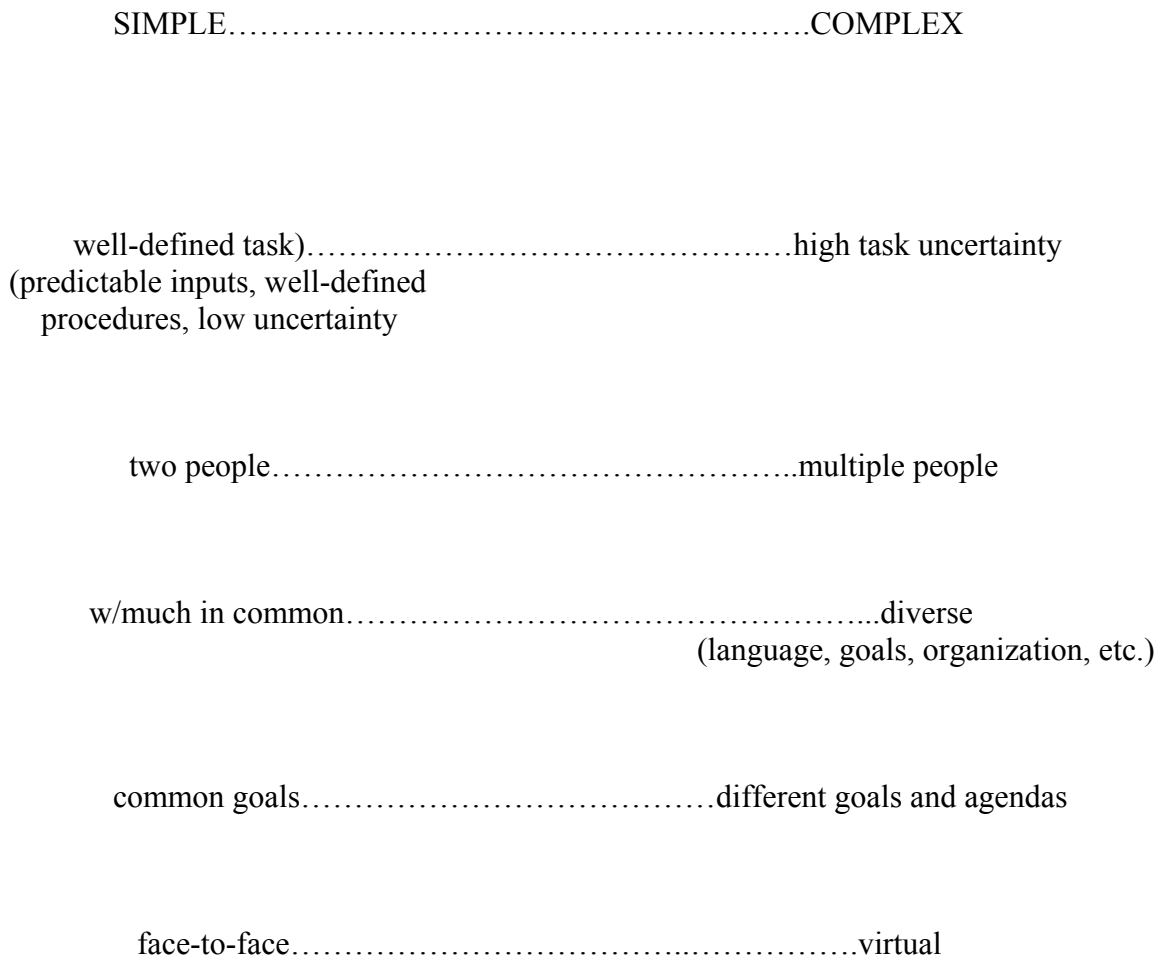 SIMPLE……………………………………………….COMPLEX
well-defined task)……………………………………….…high task uncertainty
(predictable inputs, well-defined
procedures, low uncertainty
two people…………………………………………..multiple people
w/much in common…………………………………………...diverse
(language, goals, organization, etc.)
common goals…………………………………different goals and agendas
face-to-face………………………………..…………….virtual